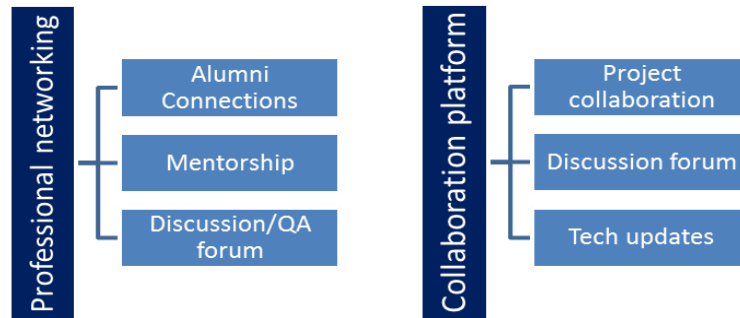 Professional networking
Alumni
Connections
Mentorship
Discussion/QA
forum
Collaboration platform
Project
collaboration
Discussion forum
Tech updates